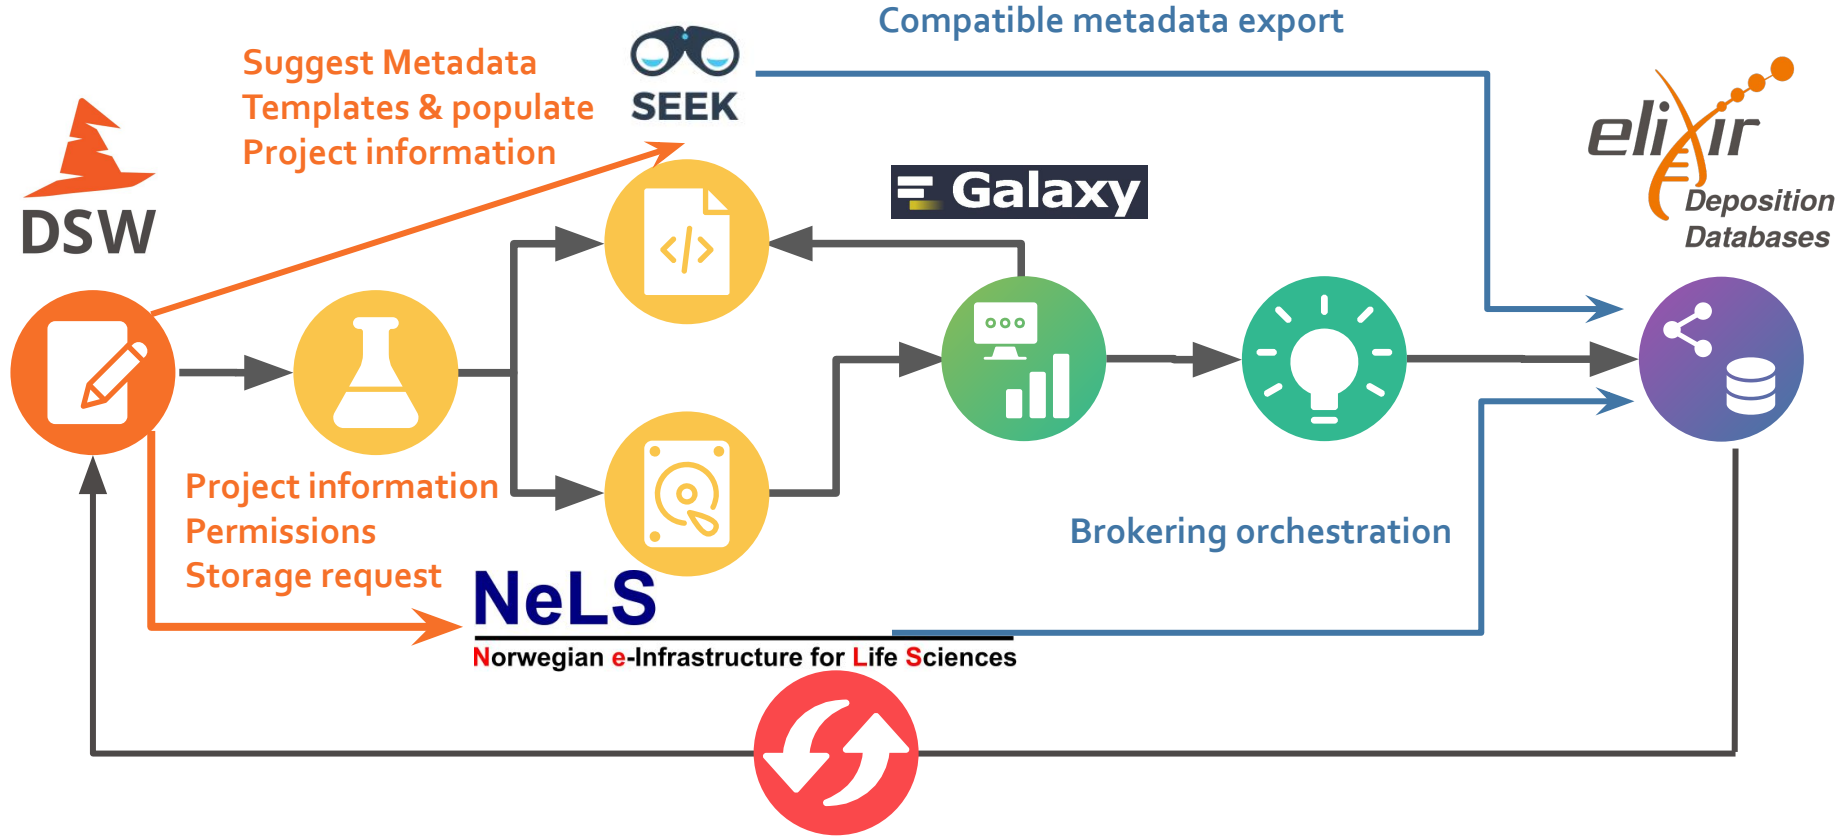 Compatible metadata export
Suggest Metadata
Templates & populate
Project information
SEEK
DSW
Galaxy
elixir
Deposition
Databases
</>
Project information
Permissions
Storage request
Brokering orchestration
NeLS
Norwegian e-Infrastructure for Life Sciences